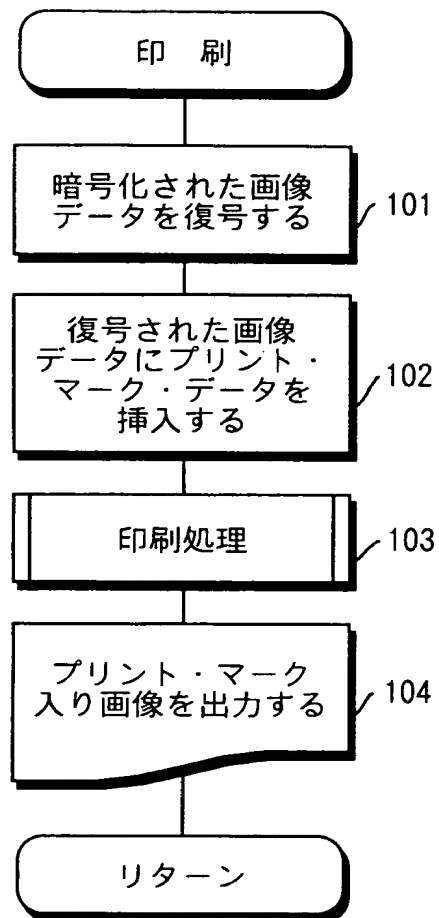 印 刷
暗号化された画像
データを復号する
101
復号された画像
データにプリント・
マーク・データを
挿入する
102
印刷処理
103
プリント・マーク
入り画像を出力する
104
リターン